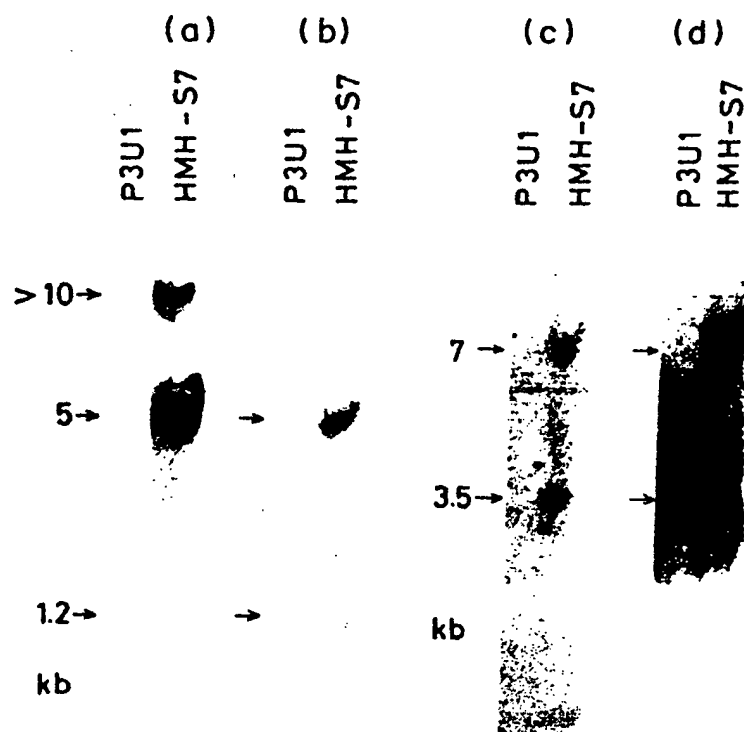 (a) (b) (c) (d)
P3U1 HMH-S7 P3U1 HMH-S7 P3U1 HMH-S7 P3U1 HMH-S7
> 10→
7 →
5→ →
3.5→ →
1.2→ →
kb
kb